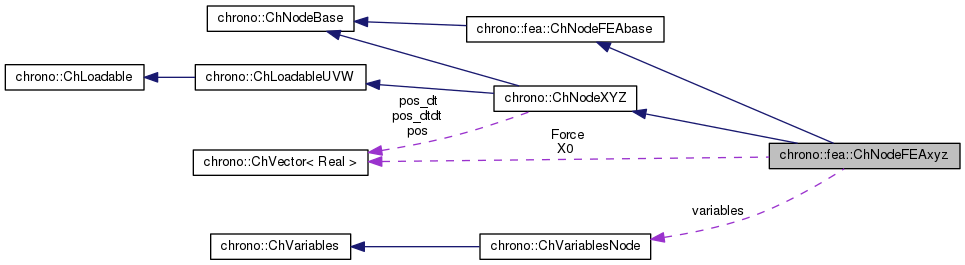 chrono::ChNodeBase
chrono::fea::ChNodeFEAbase
chrono::ChLoadable
chrono::ChLoadableUVW
chrono::ChNodeXYZ
pos_dt
pos_dtdt
pos
Force
X0
chrono::ChVector< Real >
chrono::fea::ChNodeFEAxyz
variables
chrono::ChVariables
chrono::ChVariablesNode